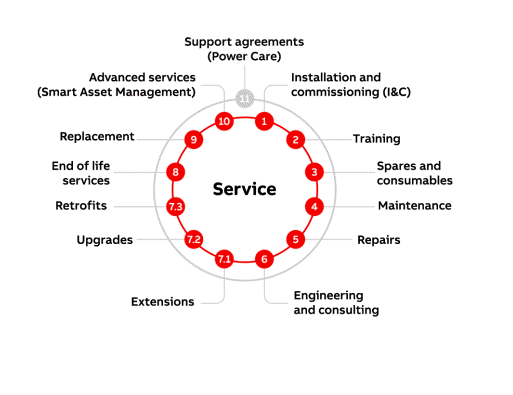 Support agreements
(Power Care)
11
Advanced services
(Smart Asset Management)
10
1
Installation and
commissioning (I&C)
Replacement
9
2
Training
End of life
services
8
3
Spares and
consumables
Service
Retrofits
7.3
4
Maintenance
Upgrades
7.2
5
Repairs
7.1
6
Extensions
Engineering
and consulting